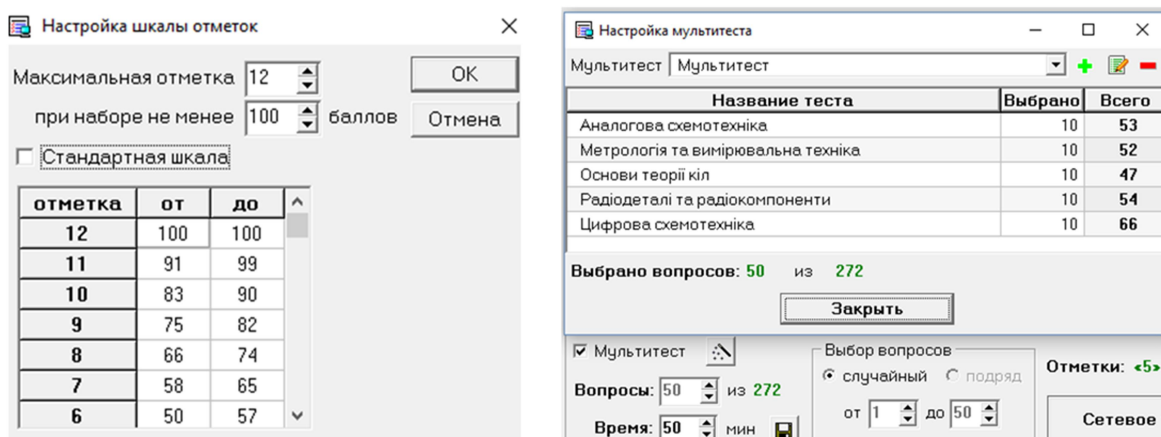 Настройка шкалы отметок
Максимальная отметка 12
OK
при наборе не менее 100 баллов
Отмена
Стандартная шкала
отметка от до
12 100 100
11 91 99
10 83 90
9 75 82
8 66 74
7 58 65
6 50 57
Настройка мультитеста
Мультитест Мультитест
Название теста Выбрано Всего
Аналогова схемотехніка 10 53
Метрологія та вимірювальна техніка 10 52
Основи теорії кіл 10 47
Радіодеталі та радіокомпоненти 10 54
Цифрова схемотехніка 10 66
Выбрано вопросов: 50 из 272
Закрыть
Мультитест
Вопросы: 50 из 272
Время: 50 мин
Выбор вопросов
случайный подряд
от 1 до 50
Отметки: «5»
Сетевое